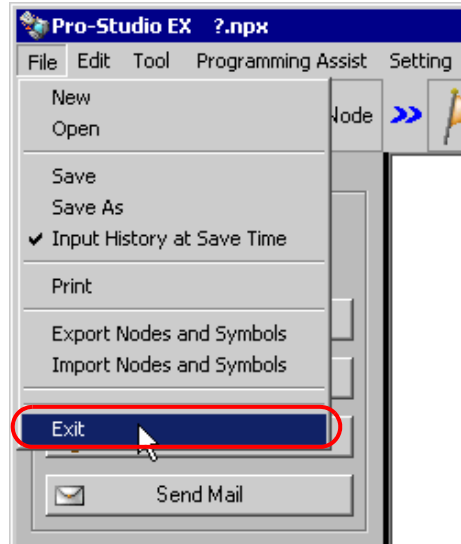 Pro-Studio EX ?.npx
File Edit Tool Programming Assist Setting
New
Node
Open
Save
Save As
Input History at Save Time
Print
Export Nodes and Symbols
Import Nodes and Symbols
Exit
Send Mail